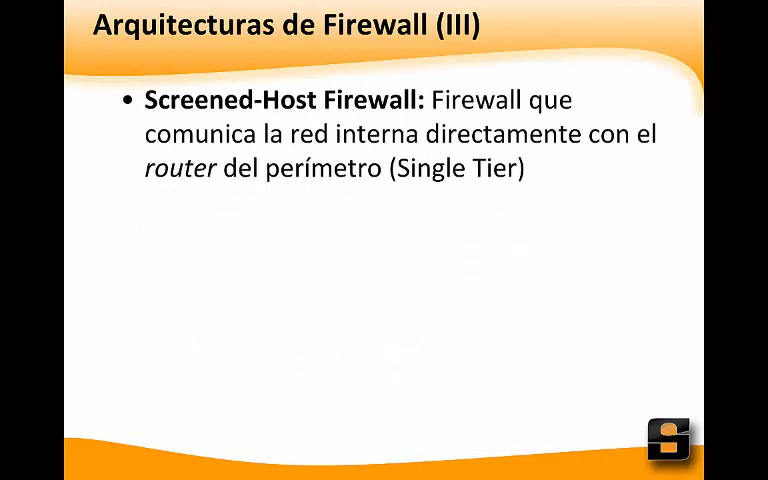 Arquitecturas de Firewall (III)
• Screened-Host Firewall: Firewall que
comunica la red interna directamente con el
router del perímetro (Single Tier)